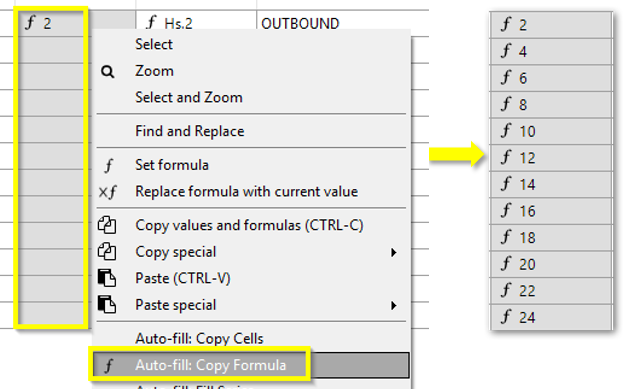 f 2
f Hs.2
OUTBOUND
Select
Zoom
Select and Zoom
Find and Replace
f Set formula
xf Replace formula with current value
Copy values and formulas (CTRL-C)
Copy special
Paste (CTRL-V)
Paste special
Auto-fill: Copy Cells
f Auto-fill: Copy Formula
f 2
f 4
f 6
f 8
f 10
f 12
f 14
f 16
f 18
f 20
f 22
f 24